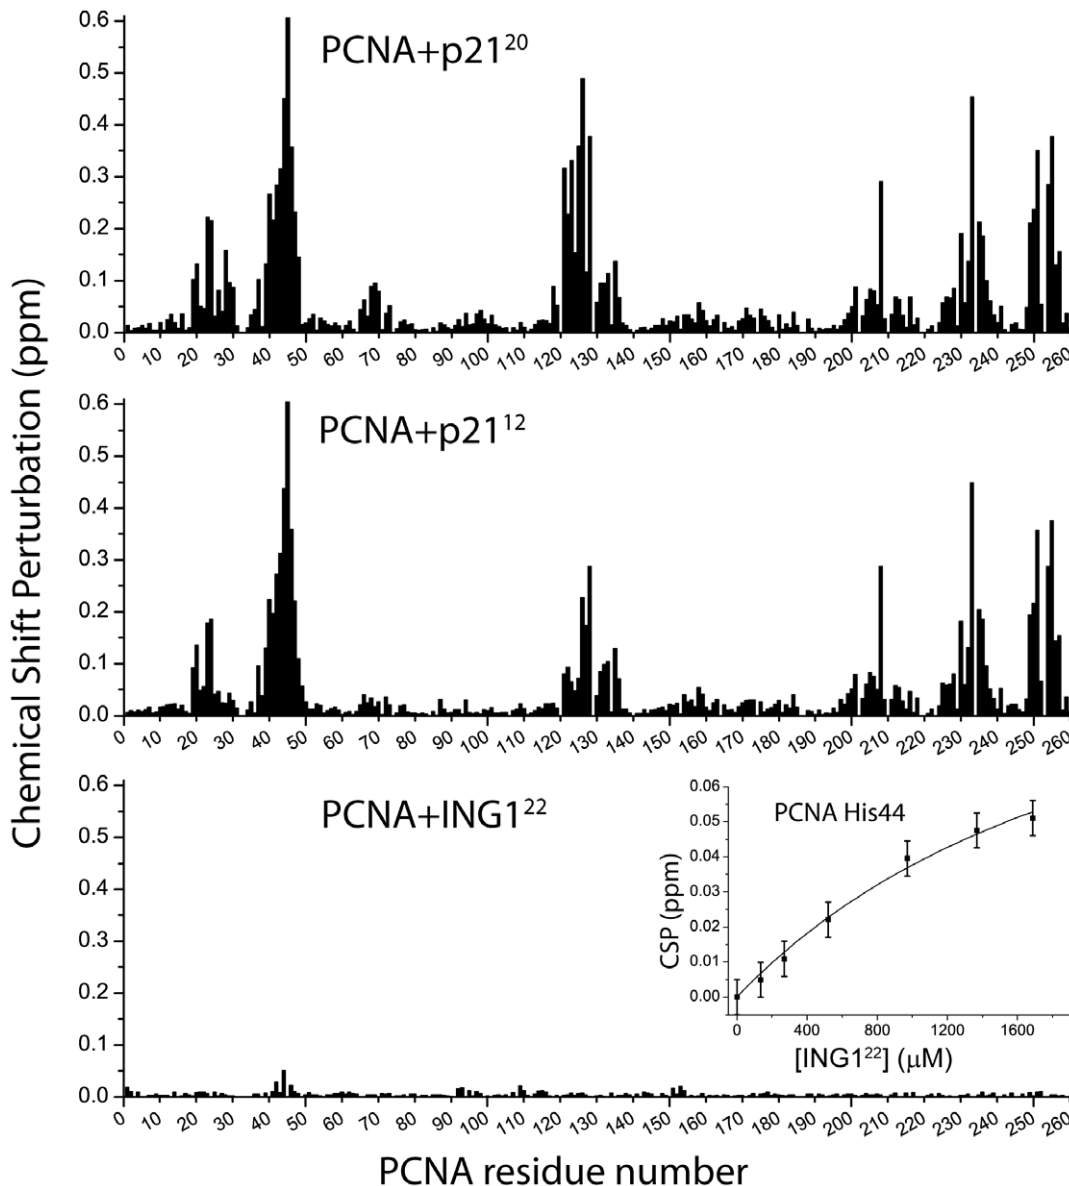 Chemical Shift Perturbation (ppm)
PCNA+p21²⁰
0.6
0.5
0.4
0.3
0.2
0.1
0.0
0 10 20 30 40 50 60 70 80 90 100 110 120 130 140 150 160 170 180 190 200 210 220 230 240 250 260
PCNA+p21¹²
0.6
0.5
0.4
0.3
0.2
0.1
0.0
0 10 20 30 40 50 60 70 80 90 100 110 120 130 140 150 160 170 180 190 200 210 220 230 240 250 260
PCNA+ING1²²
0.6
0.5
0.4
0.3
0.2
0.1
0.0
0 10 20 30 40 50 60 70 80 90 100 110 120 130 140 150 160 170 180 190 200 210 220 230 240 250 260
PCNA His44
CSP (ppm)
0.06
0.05
0.04
0.03
0.02
0.01
0.00
0 400 800 1200 1600
[ING1²²] (μM)
PCNA residue number